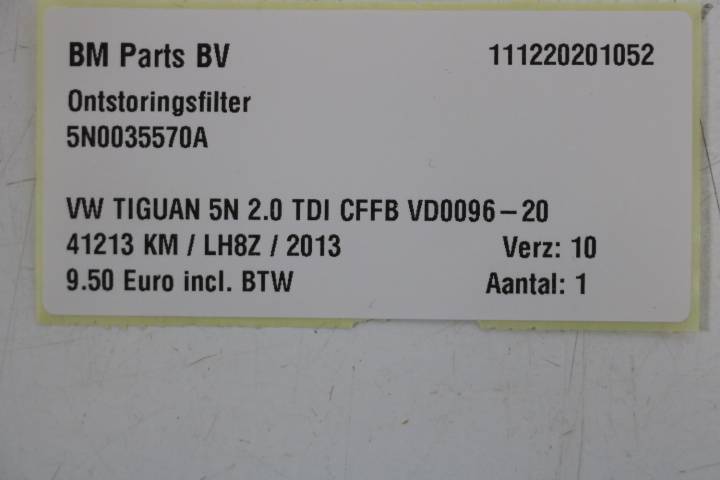 BM Parts BV 111220201052
Ontstoringsfilter
5N0035570A
VW TIGUAN 5N 2.0 TDI CFFB VD0096-20
41213 KM / LH8Z / 2013 Verz: 10
9.50 Euro incl. BTW Aantal: 1